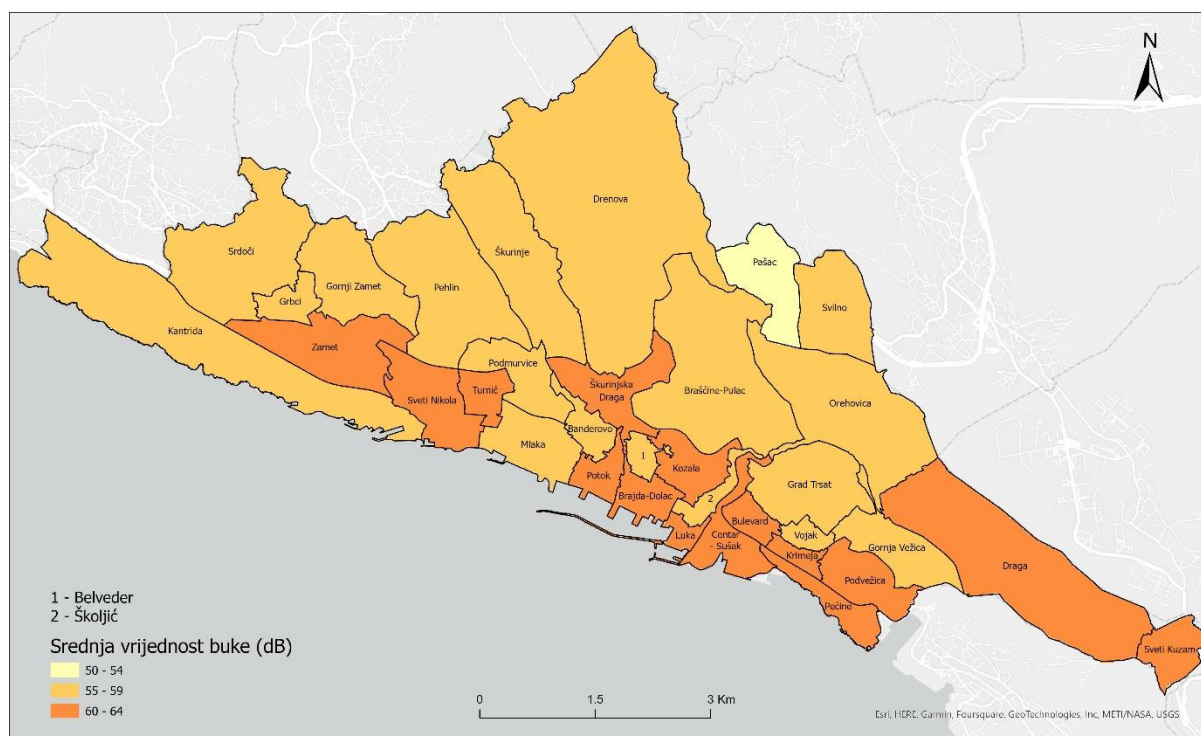 N
Drenova
Pašac
Škurinje
Srdoči
Svilno
Gornji Zamet
Pehlin
Grbci
Kantrida
Zamet
Podmurvice
Škurinjska
Draga
Brašćine-Pulac
Turnić
Sveti Nikola
Orehovica
Banderovo
Mlaka
1
Kozala
Potok
Grad Trsat
Brajda-Dolac
2
Bulevard
Luka
Centar
- Sušak
Vojak
Gornja Vežica
Krimeja
Draga
Podvežica
Pećine
Sveti Kuzam
1 - Belveder
2 - Školjić
Srednja vrijednost buke (dB)
50 - 54
55 - 59
60 - 64
0 1.5 3 Km
Esri, HERE, Garmin, Foursquare, GeoTechnologies, Inc, METI/NASA, USGS